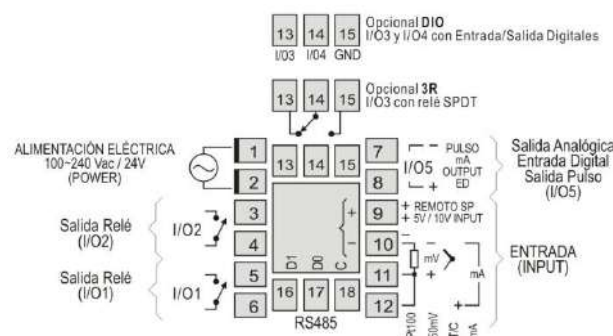 13 14 15
I/O3 I/O4 GND
Opcional DIO
I/O3 y I/O4 con Entrada/Salida Digitales
13 14 15
Opcional 3R
I/O3 con relé SPDT
ALIMENTACIÓN ELÉCTRICA
100~240 Vac / 24V
(POWER)
1
2
Salida Relé
(I/O2)
I/O2
3
4
Salida Relé
(I/O1)
I/O1
5
6
13 14 15
+
−
D1 D0 C
16 17 18
RS485
7
8
9
10
11
12
I/O5
− PULSO
mA
OUTPUT
+ ED
Salida Analógica
Entrada Digital
Salida Pulso
(I/O5)
+ REMOTO SP
+ 5V / 10V INPUT
−
mV
+
−
mA
+
ENTRADA
(INPUT)
Pt100
T/C
mA